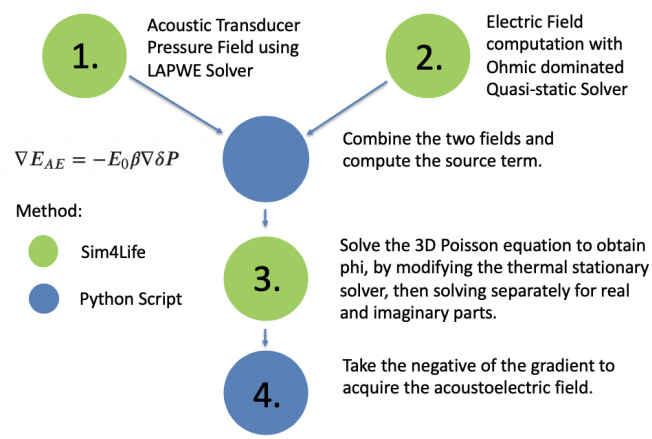 1.
Acoustic Transducer
Pressure Field using
LAPWE Solver
2.
Electric Field
computation with
Ohmic dominated
Quasi-static Solver
∇E_{AE} = −E_0β∇δP
Combine the two fields and
compute the source term.
Method:
Sim4Life
Python Script
3.
Solve the 3D Poisson equation to obtain
phi, by modifying the thermal stationary
solver, then solving separately for real
and imaginary parts.
4.
Take the negative of the gradient to
acquire the acoustoelectric field.